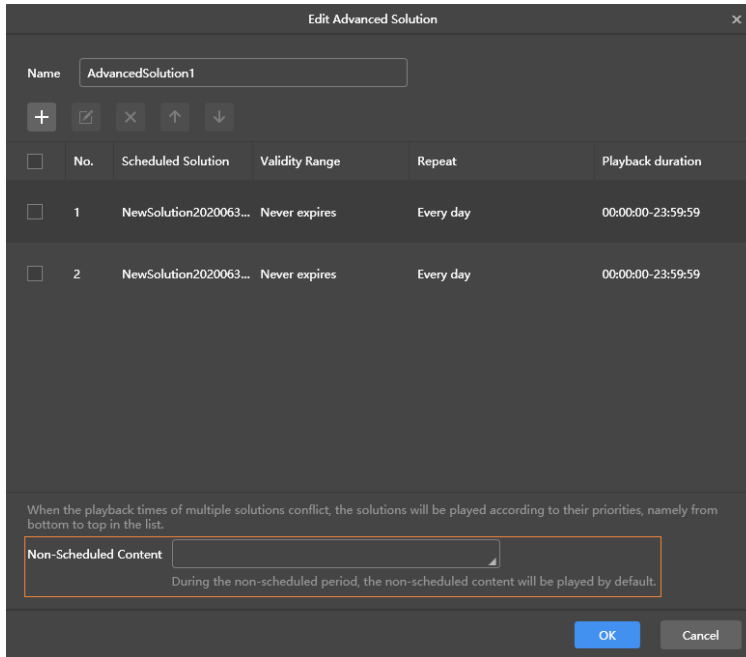 Edit Advanced Solution
Name AdvancedSolution1
No. Scheduled Solution Validity Range Repeat Playback duration
1 NewSolution2020063... Never expires Every day 00:00:00-23:59:59
2 NewSolution2020063... Never expires Every day 00:00:00-23:59:59
When the playback times of multiple solutions conflict, the solutions will be played according to their priorities, namely from
bottom to top in the list.
Non-Scheduled Content
During the non-scheduled period, the non-scheduled content will be played by default.
OK Cancel